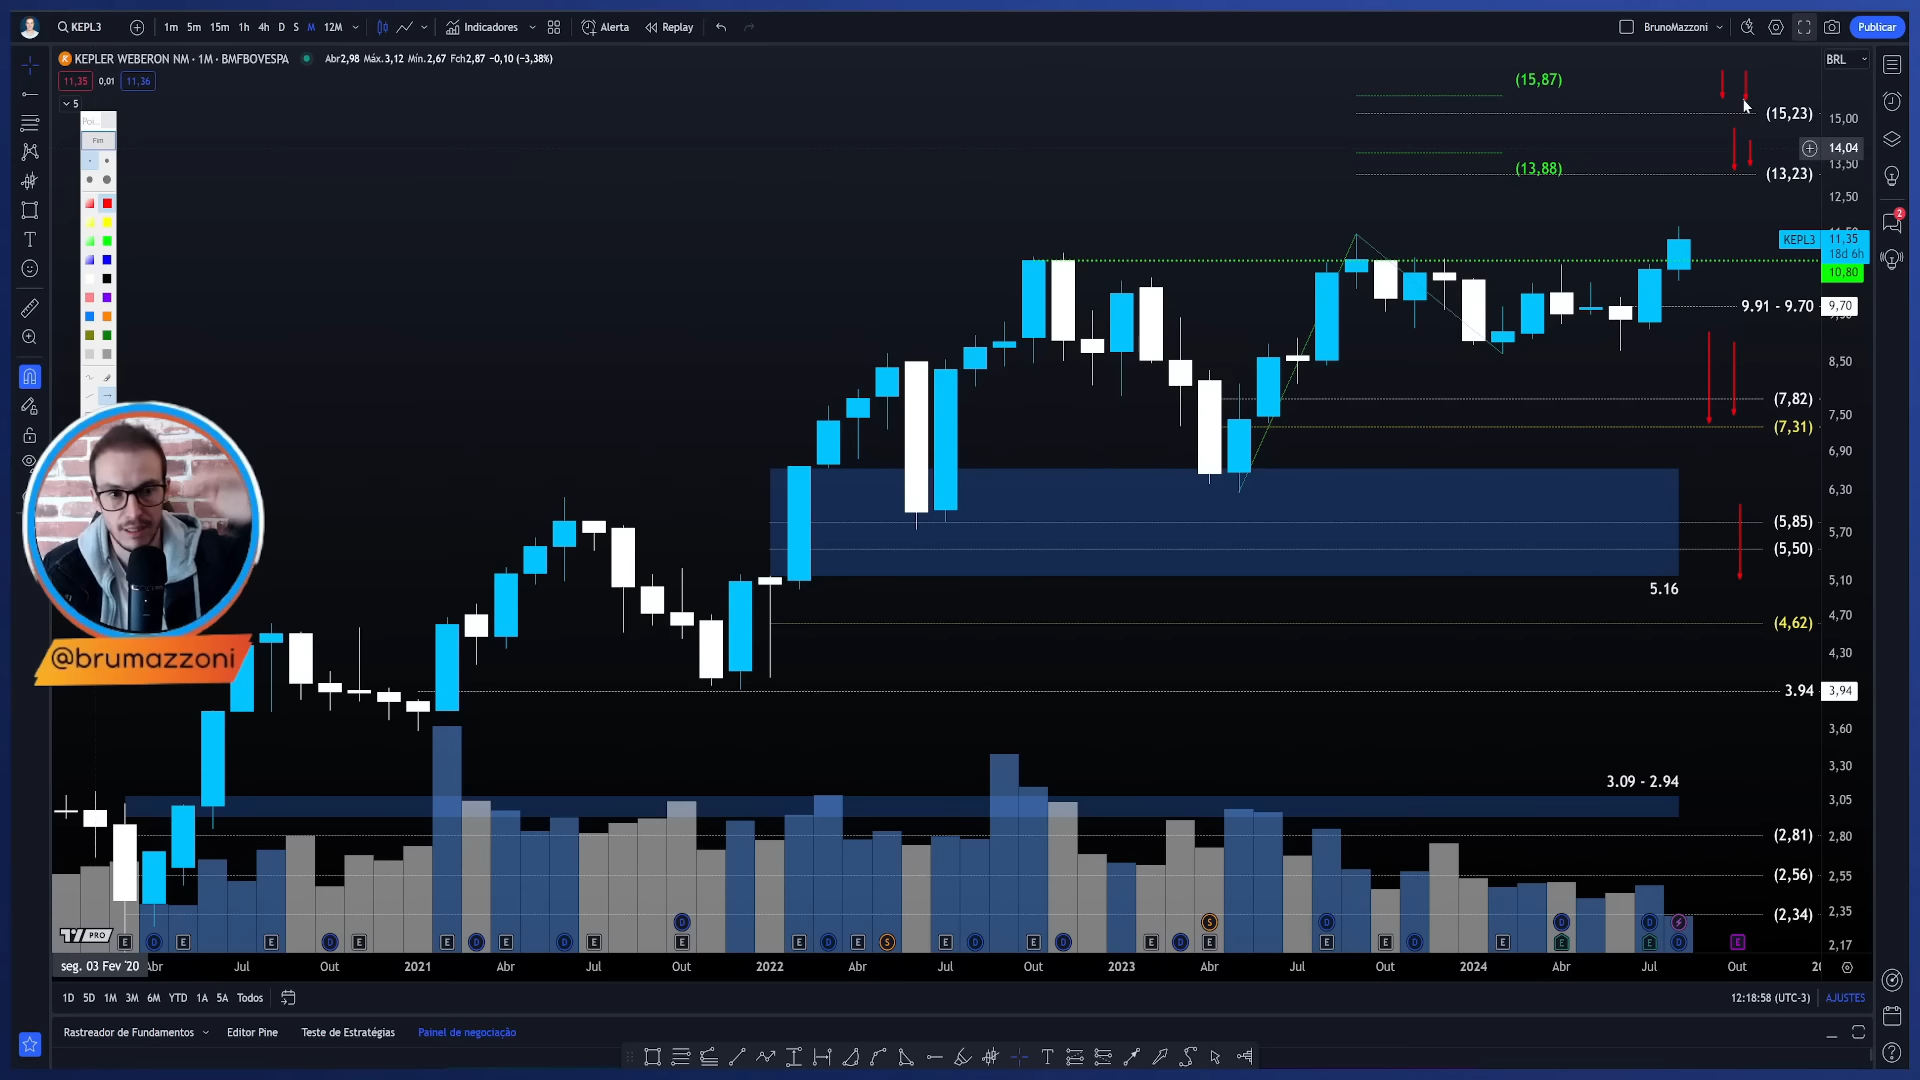 KEPL3 1m 5m 15m 1h 4h D S M 12M Indicadores Alerta Replay BrunoMazzoni Publicar
KEPLER WEBERON NM · 1M · BMFBOVESPA Abr2,98 Máx.3,12 Mín.2,67 Fch2,87 −0,10 (−3,38%) BRL
11,35 0,01 11,36
5
Poi...
Fim
(15,87)
(15,23) 15,00
14,04
(13,88) 13,50
(13,23)
12,50
KEPL3 11,35
18d 6h
10,80
9.91 - 9.70 9,70
8,50
(7,82)
7,50
(7,31)
6,90
6,30
(5,85)
5,70
(5,50)
5,10
5.16
4,70
(4,62)
4,30
@brumazzoni
3.94 3,94
3,60
3,30
3.09 - 2.94
3,05
(2,81) 2,80
(2,56) 2,55
(2,34) 2,35
2,17
2
TV PRO
E D E E D E E D E D E D E E D E S E D E D E D S E D E E D E D E D E D E
seg. 03 Fev '20 Abr Jul Out 2021 Abr Jul Out 2022 Abr Jul Out 2023 Abr Jul Out 2024 Abr Jul Out 20
1D 5D 1M 3M 6M YTD 1A 5A Todos 12:18:58 (UTC-3) AJUSTES
Rastreador de Fundamentos Editor Pine Teste de Estratégias Painel de negociação